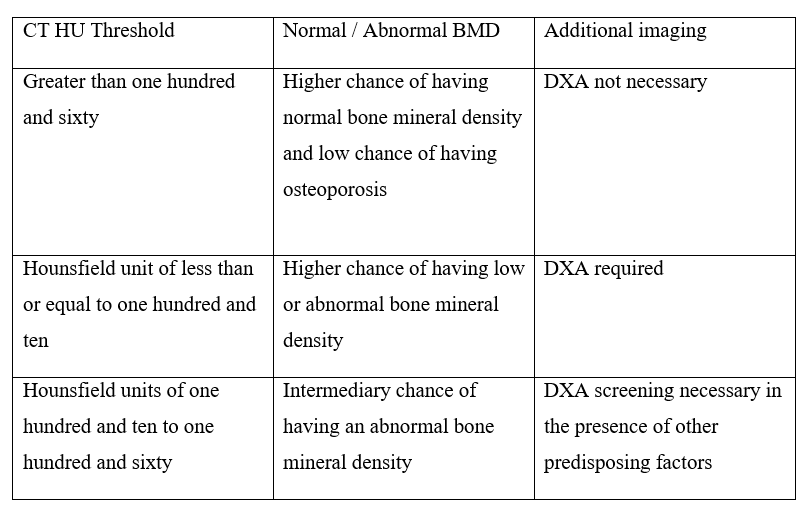 CT HU Threshold
Normal / Abnormal BMD
Additional imaging
Greater than one hundred
and sixty
Higher chance of having
normal bone mineral density
and low chance of having
osteoporosis
DXA not necessary
Hounsfield unit of less than
or equal to one hundred and
ten
Higher chance of having low
or abnormal bone mineral
density
DXA required
Hounsfield units of one
hundred and ten to one
hundred and sixty
Intermediary chance of
having an abnormal bone
mineral density
DXA screening necessary in
the presence of other
predisposing factors